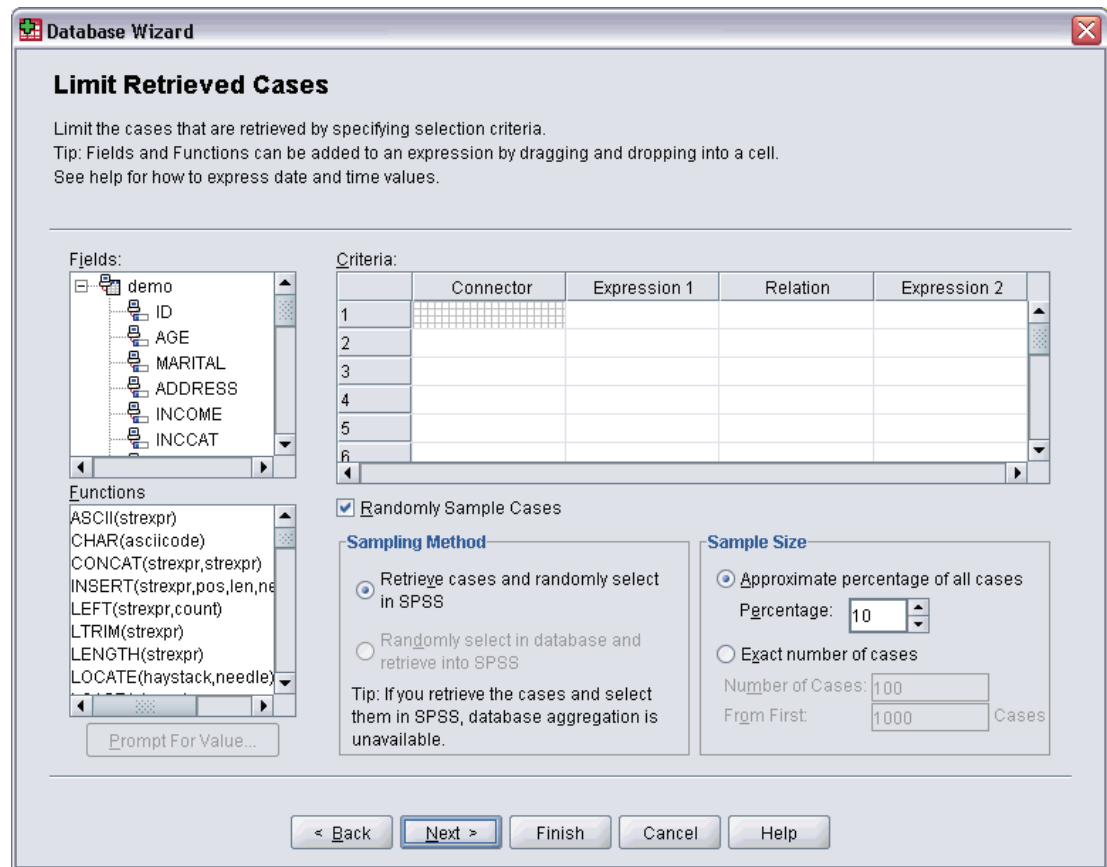 Database Wizard
Limit Retrieved Cases
Limit the cases that are retrieved by specifying selection criteria.
Tip: Fields and Functions can be added to an expression by dragging and dropping into a cell.
See help for how to express date and time values.
Fields:
demo
ID
AGE
MARITAL
ADDRESS
INCOME
INCCAT
Functions
ASCII(strexpr)
CHAR(asciicode)
CONCAT(strexpr,strexpr)
INSERT(strexpr,pos,len,ne
LEFT(strexpr,count)
LTRIM(strexpr)
LENGTH(strexpr)
LOCATE(haystack,needle)
Prompt For Value...
Criteria:
Connector Expression 1 Relation Expression 2
1
2
3
4
5
6
Randomly Sample Cases
Sampling Method
Retrieve cases and randomly select
in SPSS
Randomly select in database and
retrieve into SPSS
Tip: If you retrieve the cases and select
them in SPSS, database aggregation is
unavailable.
Sample Size
Approximate percentage of all cases
Percentage: 10
Exact number of cases
Number of Cases: 100
From First: 1000 Cases
< Back Next > Finish Cancel Help